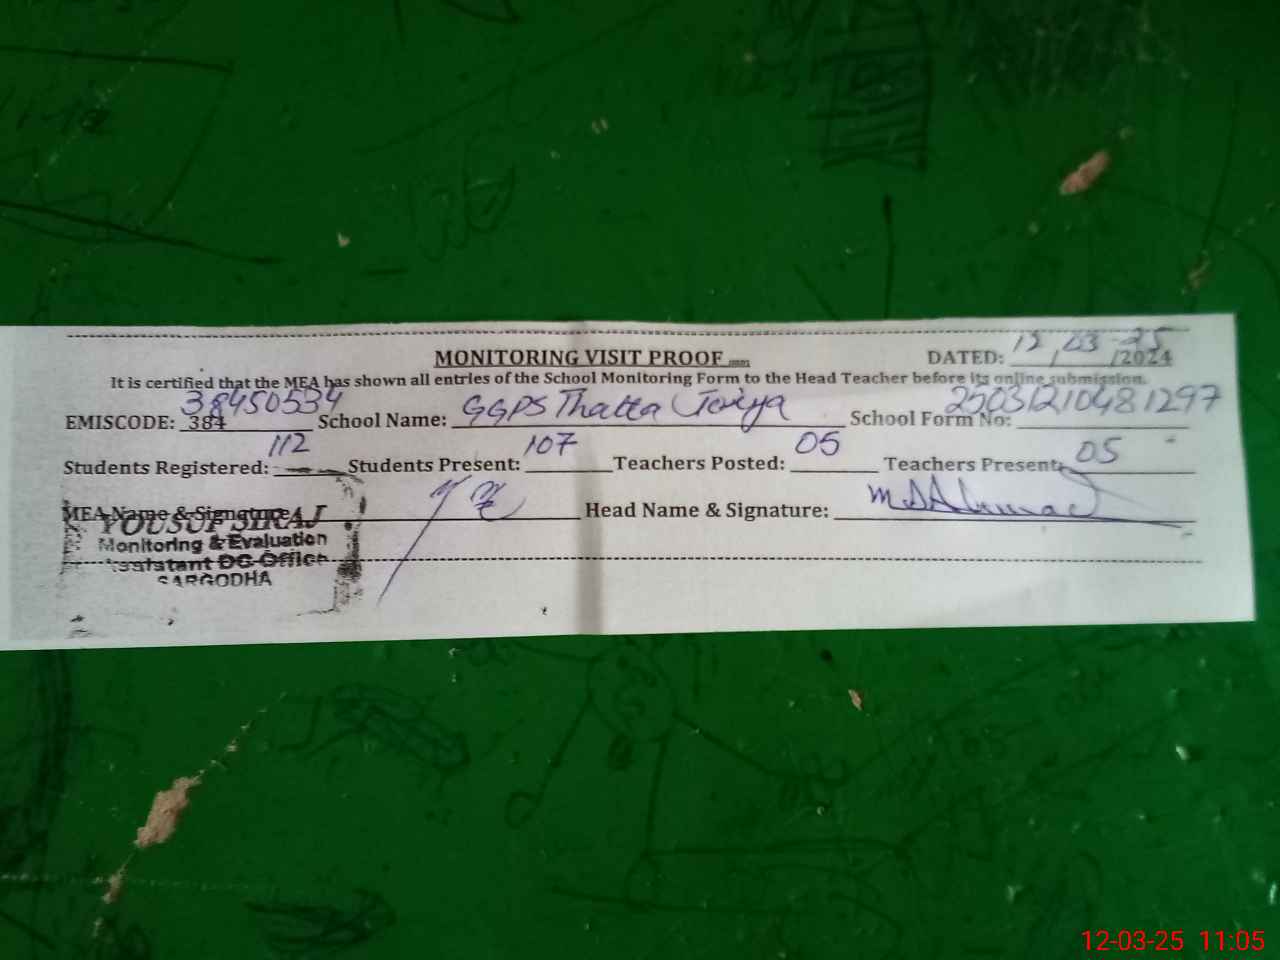 MONITORING VISIT PROOF
DATED: 12/03-25/2024
It is certified that the MEA has shown all entries of the School Monitoring Form to the Head Teacher before its online submission.
EMISCODE: 384 38450534 School Name: GGPS Thatta School Form No: 25031210481297
Students Registered: 112 Students Present: 107 Teachers Posted: 05 Teachers Present: 05
MEA Name & Signature Head Name & Signature:
YOUSUF SIRAJ
Monitoring & Evaluation
Assistant DC Office
SARGODHA
12-03-25 11:05